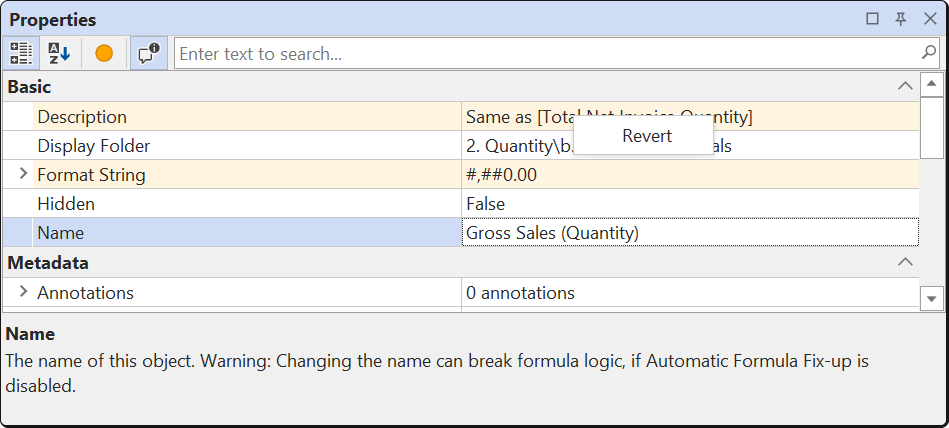 Properties
A
Z
Enter text to search...
Basic
Description Same as [Total Net Invoice Quantity]
Display Folder 2. Quantity\b. als
Revert
Format String #,##0.00
Hidden False
Name Gross Sales (Quantity)
Metadata
Annotations 0 annotations
Name
The name of this object. Warning: Changing the name can break formula logic, if Automatic Formula Fix-up is
disabled.